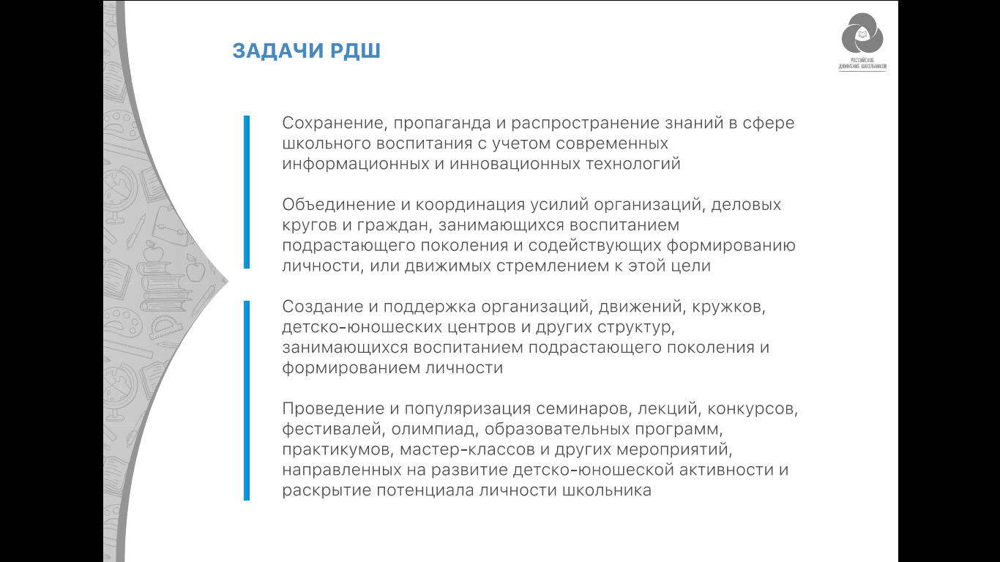 ЗАДАЧИ РДШ
РОССИЙСКОЕ
ДВИЖЕНИЕ ШКОЛЬНИКОВ
Сохранение, пропаганда и распространение знаний в сфере
школьного воспитания с учетом современных
информационных и инновационных технологий
Объединение и координация усилий организаций, деловых
кругов и граждан, занимающихся воспитанием
подрастающего поколения и содействующих формированию
личности, или движимых стремлением к этой цели
Создание и поддержка организаций, движений, кружков,
детско-юношеских центров и других структур,
занимающихся воспитанием подрастающего поколения и
формированием личности
Проведение и популяризация семинаров, лекций, конкурсов,
фестивалей, олимпиад, образовательных программ,
практикумов, мастер-классов и других мероприятий,
направленных на развитие детско-юношеской активности и
раскрытие потенциала личности школьника